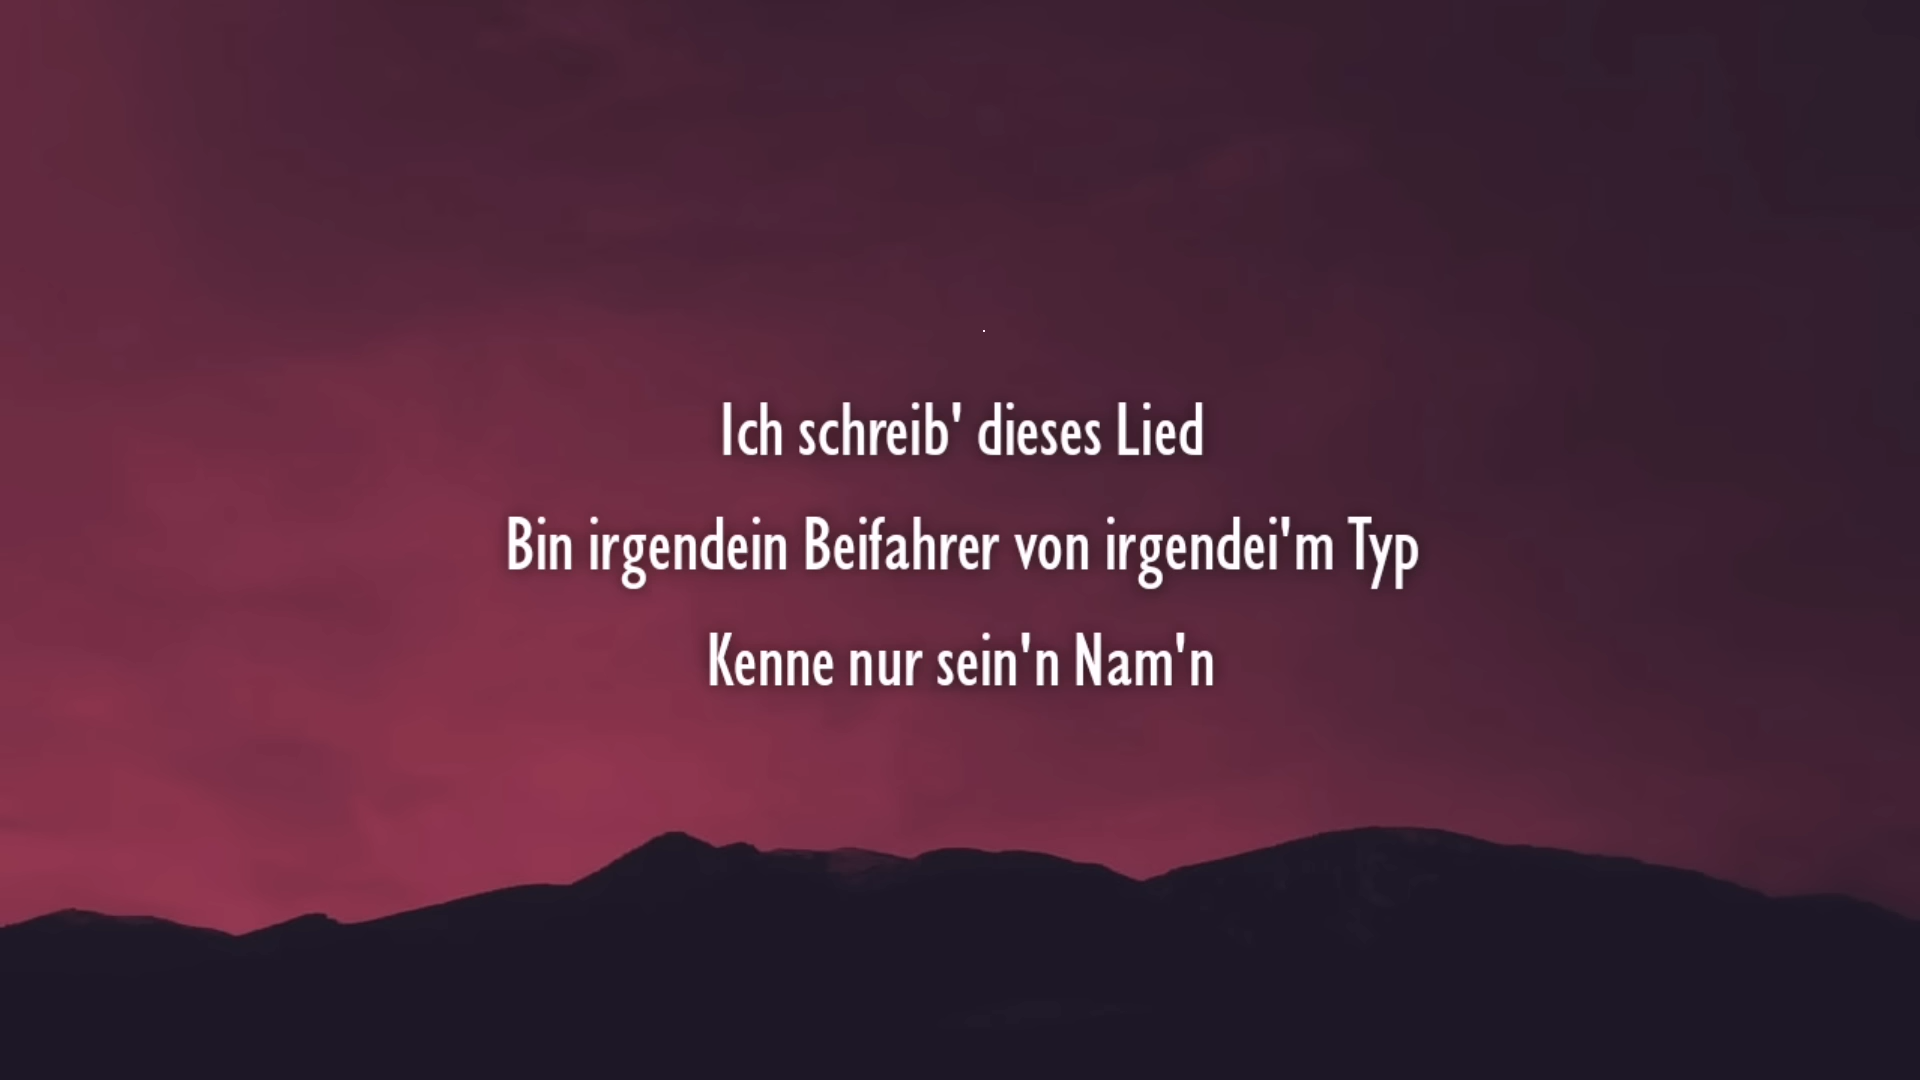 Ich schreib' dieses Lied
Bin irgendein Beifahrer von irgendei'm Typ
Kenne nur sein'n Nam'n